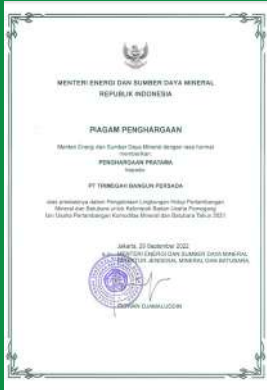 MENTERI ENERGI DAN SUMBER DAYA MINERAL
REPUBLIK INDONESIA
PIAGAM PENGHARGAAN
Menteri Energi dan Sumber Daya Mineral dengan rasa hormat
memberikan:
PENGHARGAAN PRATAMA
kepada
PT TRIMEGAH BANGUN PERSADA
atas prestasinya dalam Pengelolaan Lingkungan Hidup Pertambangan
Mineral dan Batubara untuk Kelompok Badan Usaha Pemegang
Izin Usaha Pertambangan Komoditas Mineral dan Batubara Tahun 2021
Jakarta, 29 September 2022
MENTERI ENERGI DAN SUMBER DAYA MINERAL
DIREKTUR JENDERAL MINERAL DAN BATUBARA
RIDWAN DJAMALUDDIN